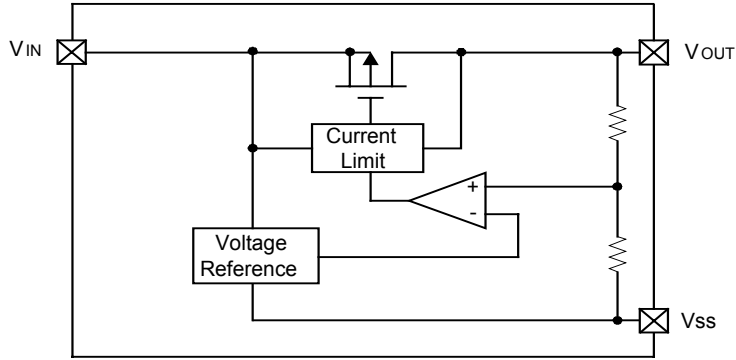 VIN
VOUT
Current
Limit
+
-
Voltage
Reference
Vss